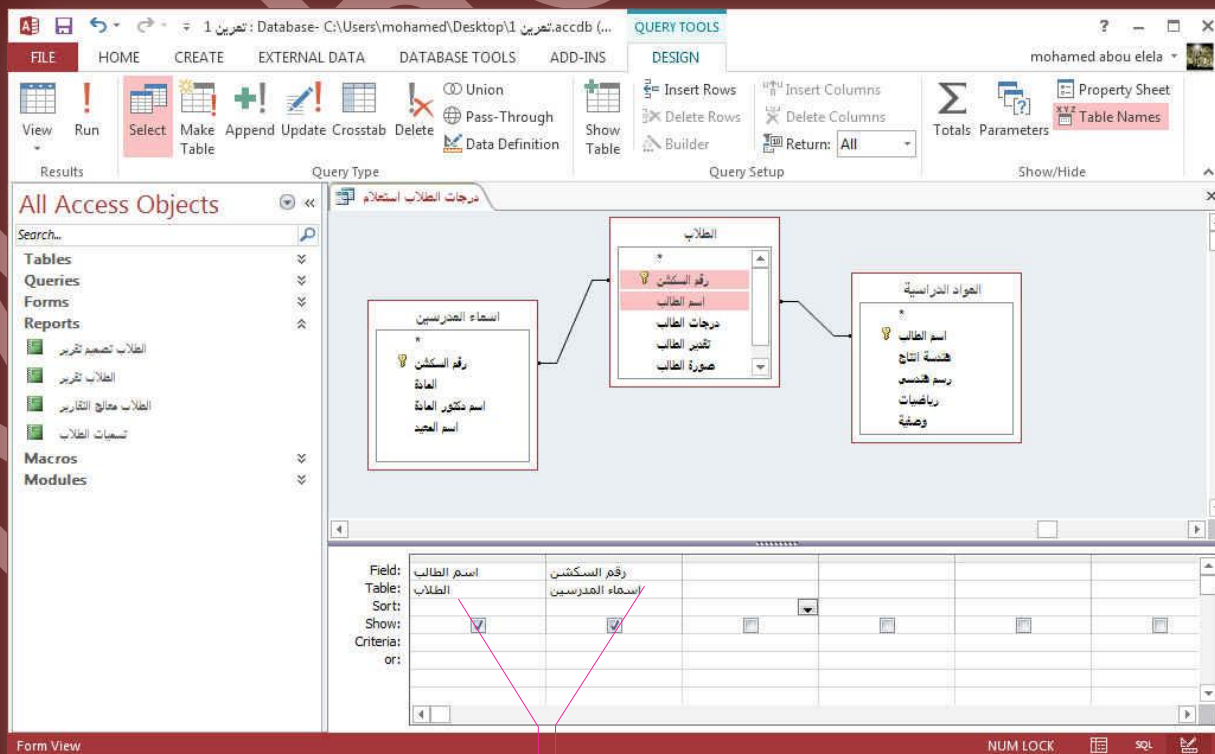 تمرين 1 : Database- C:\Users\mohamed\Desktop\1 تمرين.accdb (...
QUERY TOOLS
?
FILE
HOME
CREATE
EXTERNAL DATA
DATABASE TOOLS
ADD-INS
DESIGN
mohamed abou elela
View
Run
Select
Make Table
Append
Update
Crosstab
Delete
Union
Pass-Through
Data Definition
Show Table
Insert Rows
Delete Rows
Builder
Insert Columns
Delete Columns
Return: All
Totals
Parameters
Property Sheet
Table Names
Results
Query Type
Query Setup
Show/Hide
All Access Objects
Search...
Tables
Queries
Forms
Reports
الطلاب تصميم تقرير
الطلاب تقرير
الطلاب معالج التقارير
تسميات الطلاب
Macros
Modules
درجات الطلاب استعلام
الطلاب
*
رقم السكشن
اسم الطالب
درجات الطالب
تقدير الطالب
صورة الطالب
اسماء المدرسين
*
رقم السكشن
المادة
اسم دكتور المادة
اسم المعيد
المواد الدراسية
*
اسم الطالب
هندسة انتاج
رسم هندسى
رياضيات
وصفية
Field: اسم الطالب رقم السكشن
Table: الطلاب اسماء المدرسين
Sort:
Show:
Criteria:
or:
Form View
NUM LOCK
SQL